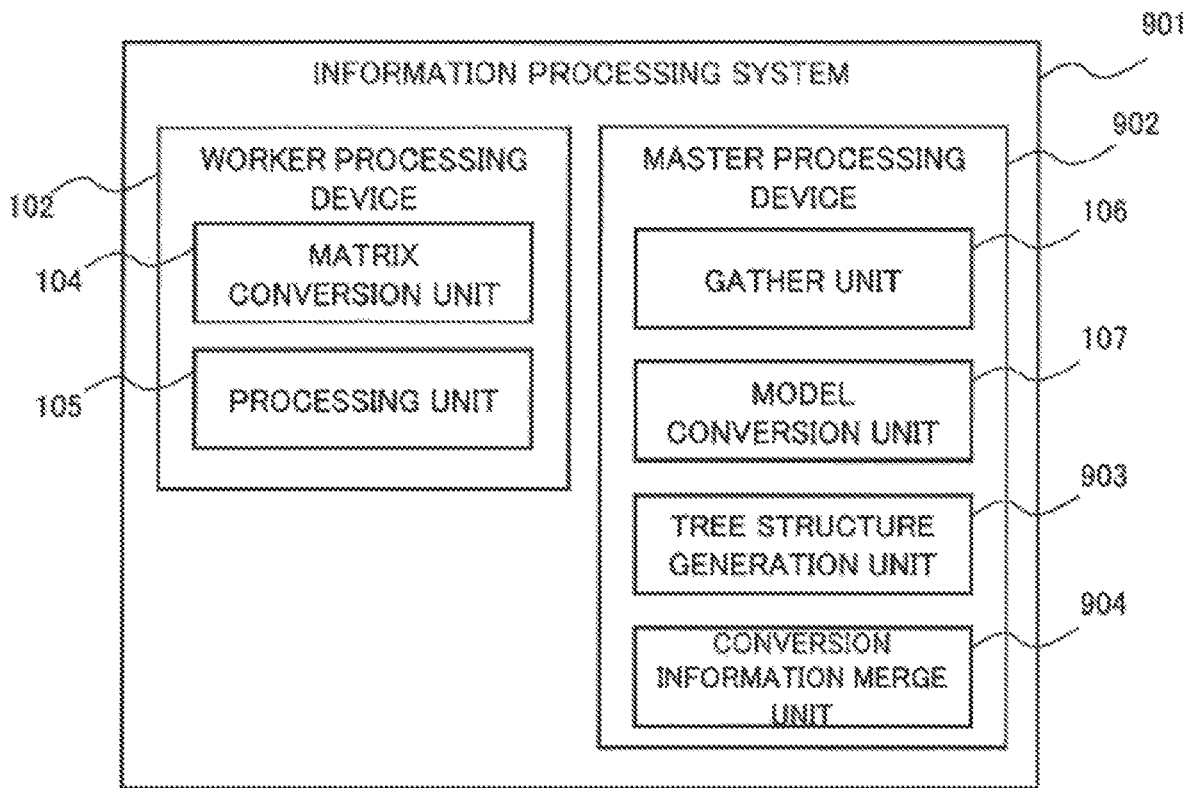 901
INFORMATION PROCESSING SYSTEM
902
WORKER PROCESSING
DEVICE
102
MATRIX
CONVERSION UNIT
104
PROCESSING UNIT
105
MASTER PROCESSING
DEVICE
106
GATHER UNIT
107
MODEL
CONVERSION UNIT
903
TREE STRUCTURE
GENERATION UNIT
904
CONVERSION
INFORMATION MERGE
UNIT